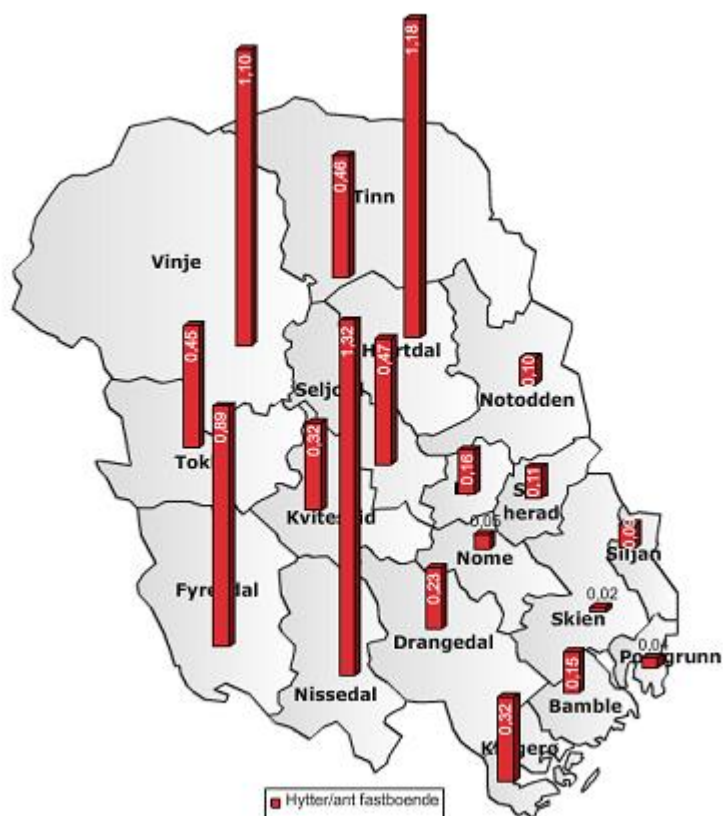 1,18
1,10
0,46
Tinn
Vinje
1,32
0,45
0,47
Hjartdal
0,10
Seljord
Notodden
0,89
0,32
Tokke
0,16
0,11
herad
Kviteseid
Nome
Siljan
0,23
Fyresdal
0,02
Skien
Drangedal
0,04
Porsgrunn
0,15
Nissedal
Bamble
0,32
Kragerø
Hytter/ant fastboende